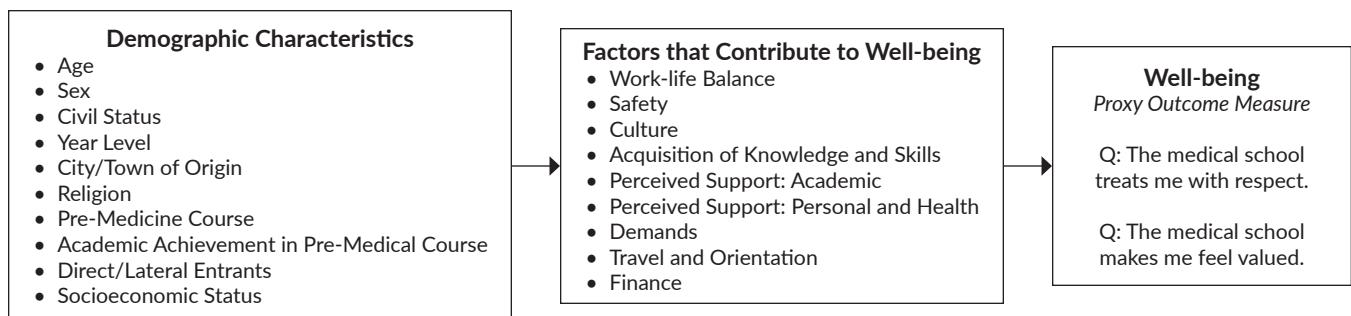 Demographic Characteristics
• Age
• Sex
• Civil Status
• Year Level
• City/Town of Origin
• Religion
• Pre-Medicine Course
• Academic Achievement in Pre-Medical Course
• Direct/Lateral Entrants
• Socioeconomic Status
Factors that Contribute to Well-being
• Work-life Balance
• Safety
• Culture
• Acquisition of Knowledge and Skills
• Perceived Support: Academic
• Perceived Support: Personal and Health
• Demands
• Travel and Orientation
• Finance
Well-being
Proxy Outcome Measure
Q: The medical school
treats me with respect.
Q: The medical school
makes me feel valued.